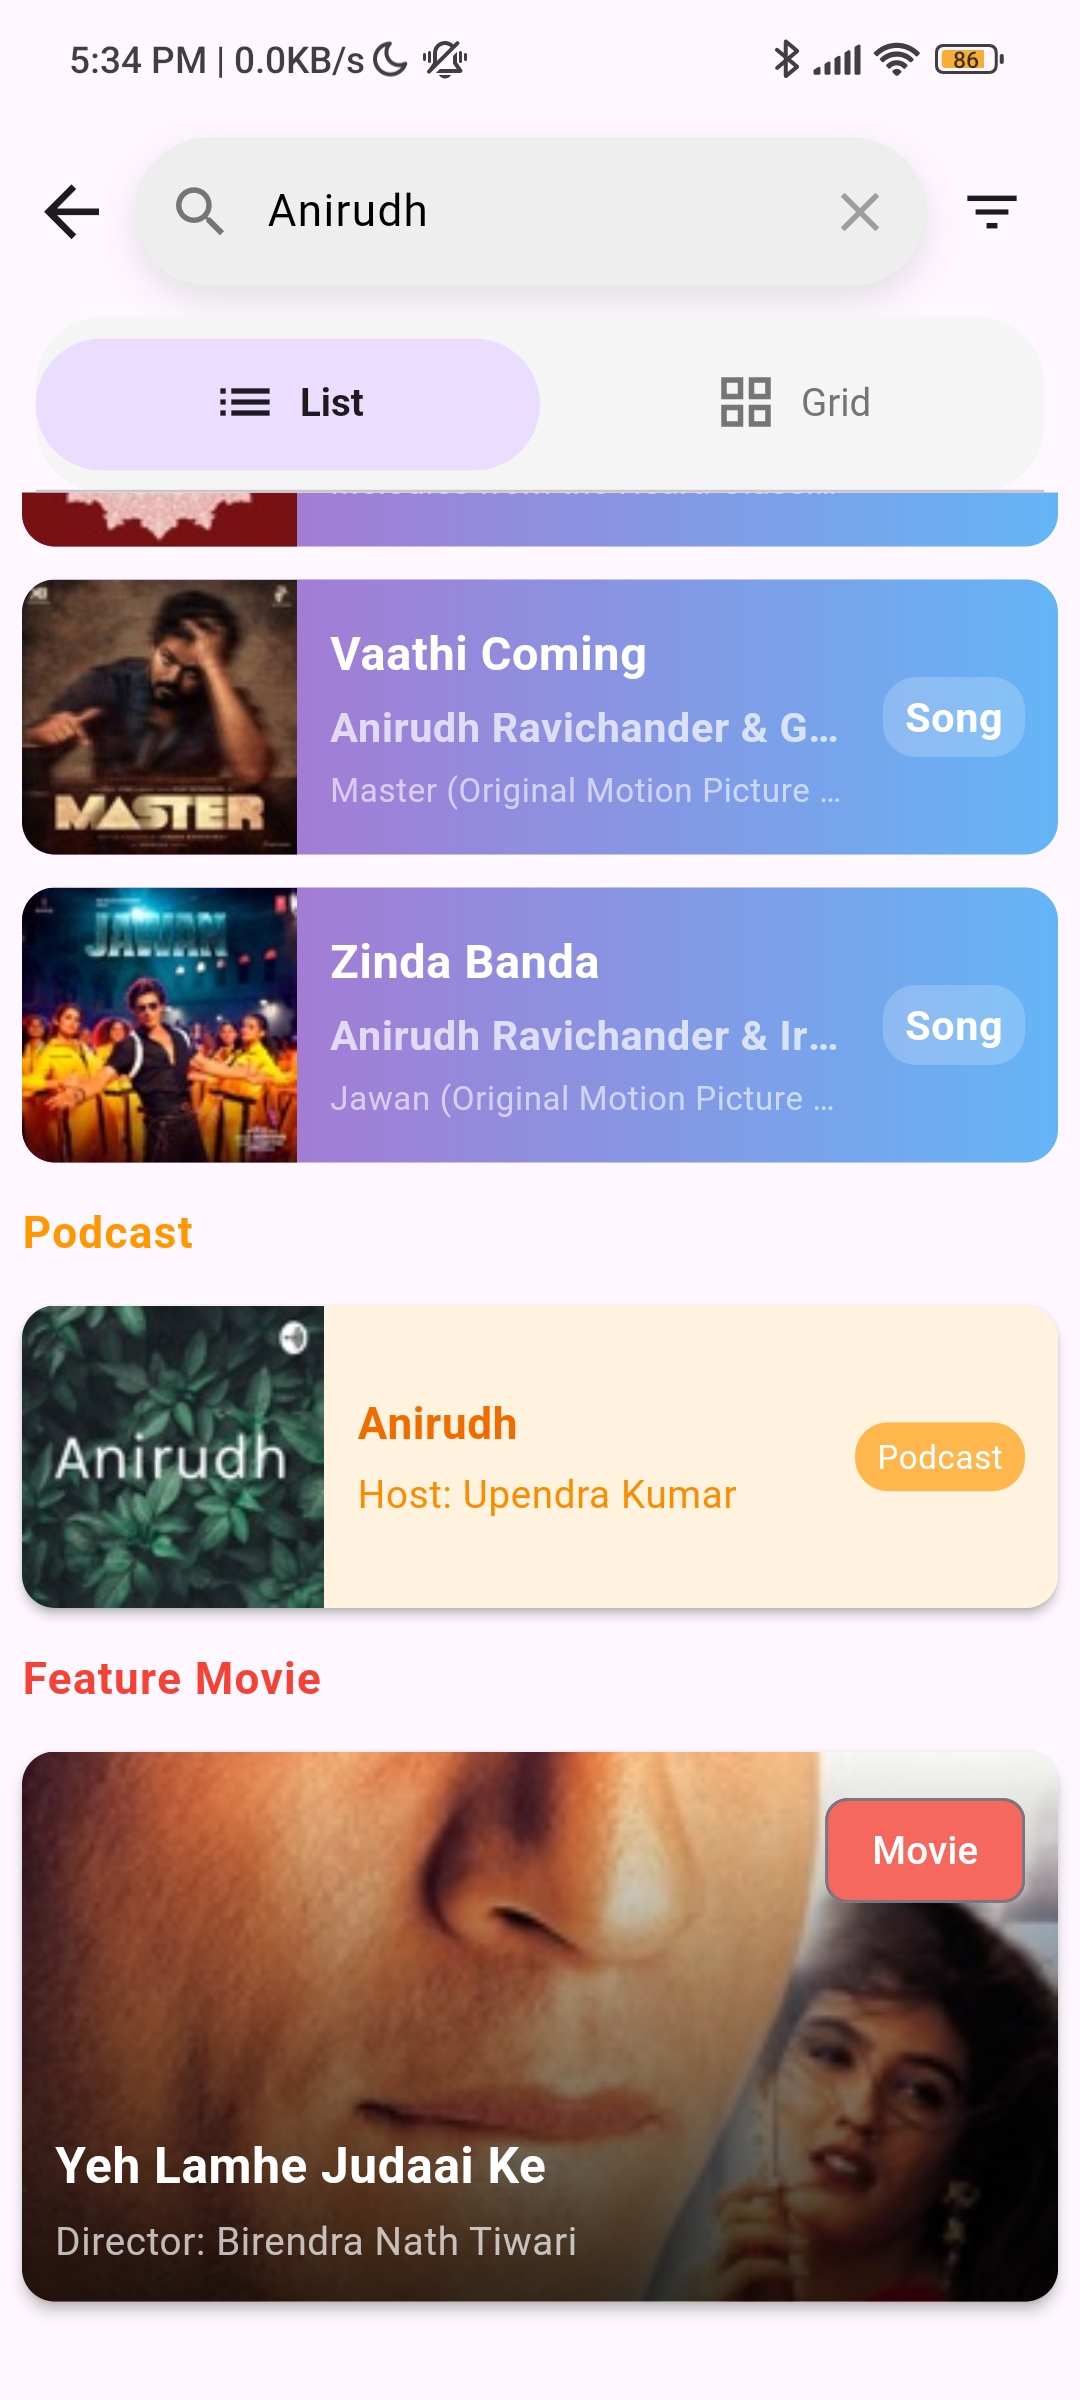 5:34 PM | 0.0KB/s
86
Anirudh
List
Grid
Vaathi Coming
Anirudh Ravichander & G...
Master (Original Motion Picture ...
Song
MASTER
Zinda Banda
Anirudh Ravichander & Ir...
Jawan (Original Motion Picture ...
Song
JAWAN
Podcast
Anirudh
Anirudh
Host: Upendra Kumar
Podcast
Feature Movie
Movie
Yeh Lamhe Judaai Ke
Director: Birendra Nath Tiwari